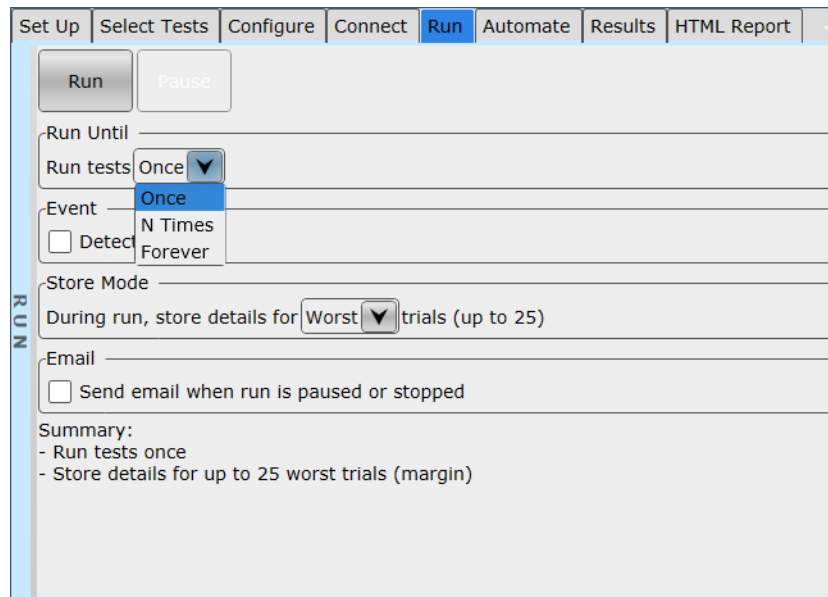 Set Up Select Tests Configure Connect Run Automate Results HTML Report
Run Pause
Run Until
Run tests Once
Once
Event
N Times
Detect
Forever
Store Mode
During run, store details for Worst trials (up to 25)
RUN
Email
Send email when run is paused or stopped
Summary:
- Run tests once
- Store details for up to 25 worst trials (margin)